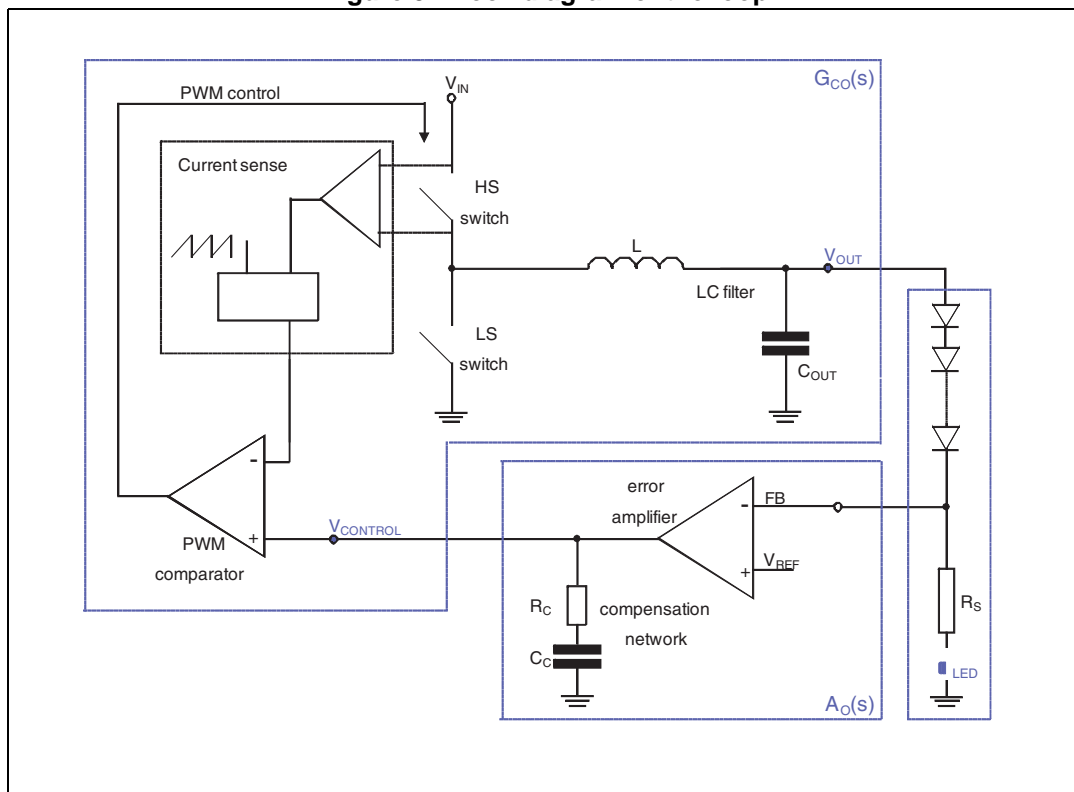 G_CO(s)
V_IN
PWM control
Current sense
HS
switch
L
V_OUT
LC filter
LS
switch
C_OUT
-
+
PWM
comparator
V_CONTROL
error
amplifier
-
FB
+
V_REF
R_C
compensation
network
C_C
R_S
LED
A_O(s)